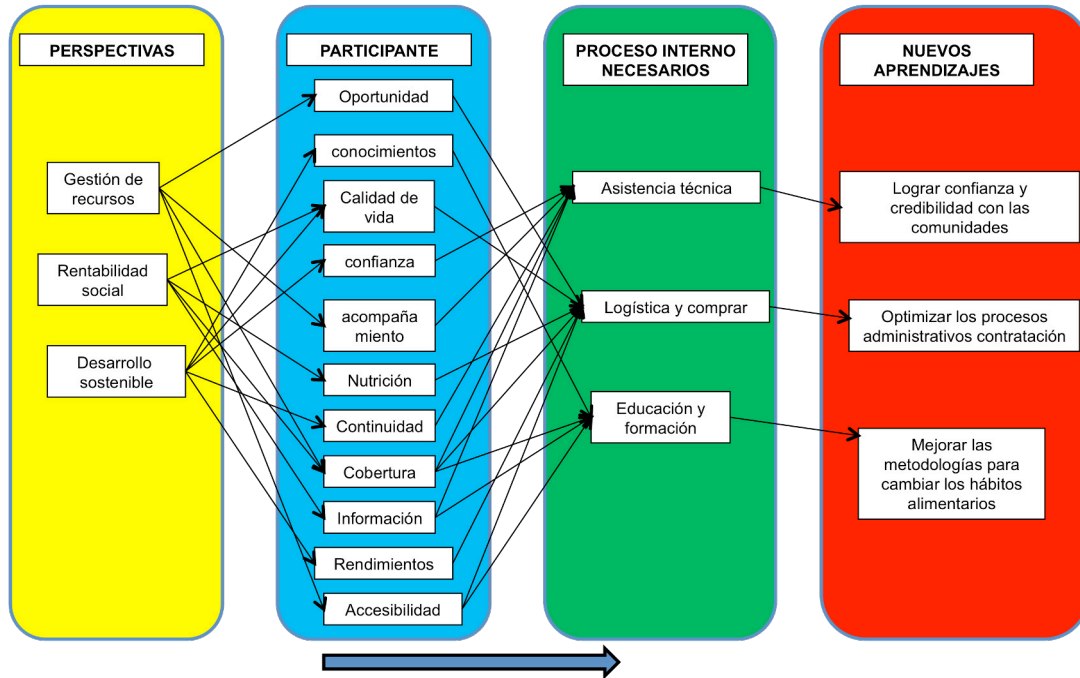 PERSPECTIVAS
Gestión de
recursos
Rentabilidad
social
Desarrollo
sostenible
PARTICIPANTE
Oportunidad
conocimientos
Calidad de
vida
confianza
acompaña
miento
Nutrición
Continuidad
Cobertura
Información
Rendimientos
Accesibilidad
PROCESO INTERNO
NECESARIOS
Asistencia técnica
Logística y comprar
Educación y
formación
NUEVOS
APRENDIZAJES
Lograr confianza y
credibilidad con las
comunidades
Optimizar los procesos
administrativos contratación
Mejorar las
metodologías para
cambiar los hábitos
alimentarios